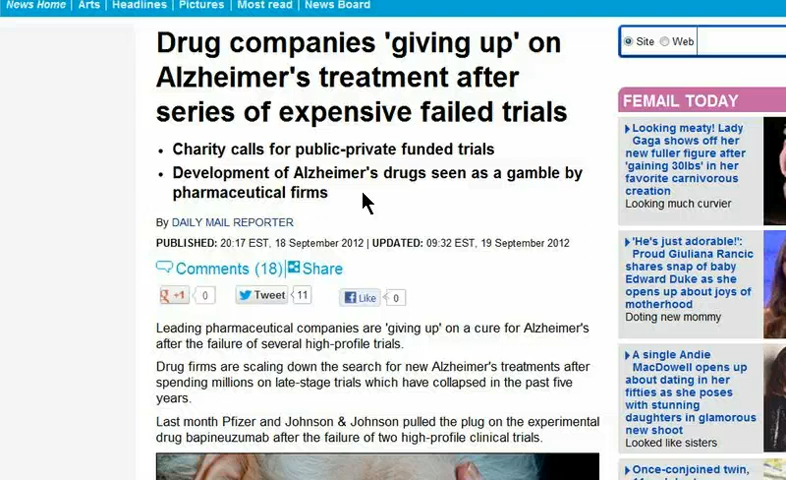 News Home | Arts | Headlines | Pictures | Most read | News Board
Drug companies 'giving up' on
Alzheimer's treatment after
series of expensive failed trials
• Charity calls for public-private funded trials
• Development of Alzheimer's drugs seen as a gamble by
pharmaceutical firms
By DAILY MAIL REPORTER
PUBLISHED: 20:17 EST, 18 September 2012 | UPDATED: 09:32 EST, 19 September 2012
Comments (18) Share
g +1 0 Tweet 11 f Like 0
Leading pharmaceutical companies are 'giving up' on a cure for Alzheimer's
after the failure of several high-profile trials.
Drug firms are scaling down the search for new Alzheimer's treatments after
spending millions on late-stage trials which have collapsed in the past five
years.
Last month Pfizer and Johnson & Johnson pulled the plug on the experimental
drug bapineuzumab after the failure of two high-profile clinical trials.
Site Web
FEMAIL TODAY
Looking meaty! Lady
Gaga shows off her
new fuller figure after
'gaining 30lbs' in her
favorite carnivorous
creation
Looking much curvier
'He's just adorable!':
Proud Giuliana Rancic
shares snap of baby
Edward Duke as she
opens up about joys of
motherhood
Doting new mommy
A single Andie
MacDowell opens up
about dating in her
fifties as she poses
with stunning
daughters in glamorous
new shoot
Looked like sisters
Once-conjoined twin,